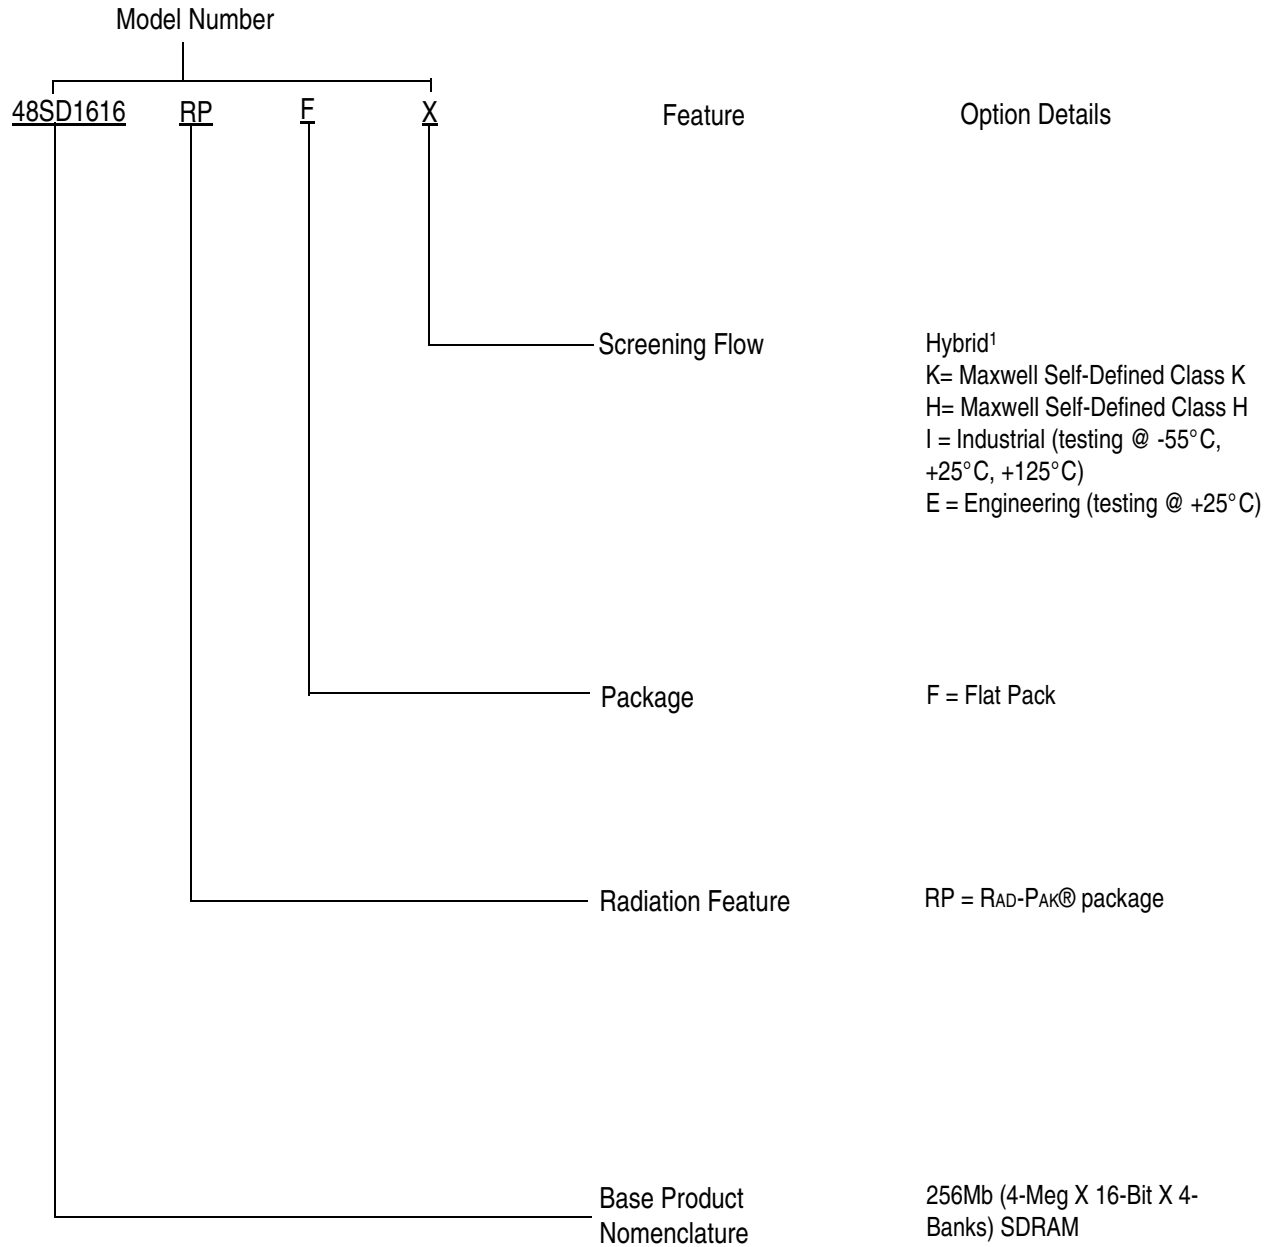 Model Number
48SD1616 RP F X Feature Option Details
Screening Flow
Hybrid¹
K= Maxwell Self-Defined Class K
H= Maxwell Self-Defined Class H
I = Industrial (testing @ -55°C,
+25°C, +125°C)
E = Engineering (testing @ +25°C)
Package
F = Flat Pack
Radiation Feature
RP = RAD-PAK® package
Base Product
Nomenclature
256Mb (4-Meg X 16-Bit X 4-
Banks) SDRAM